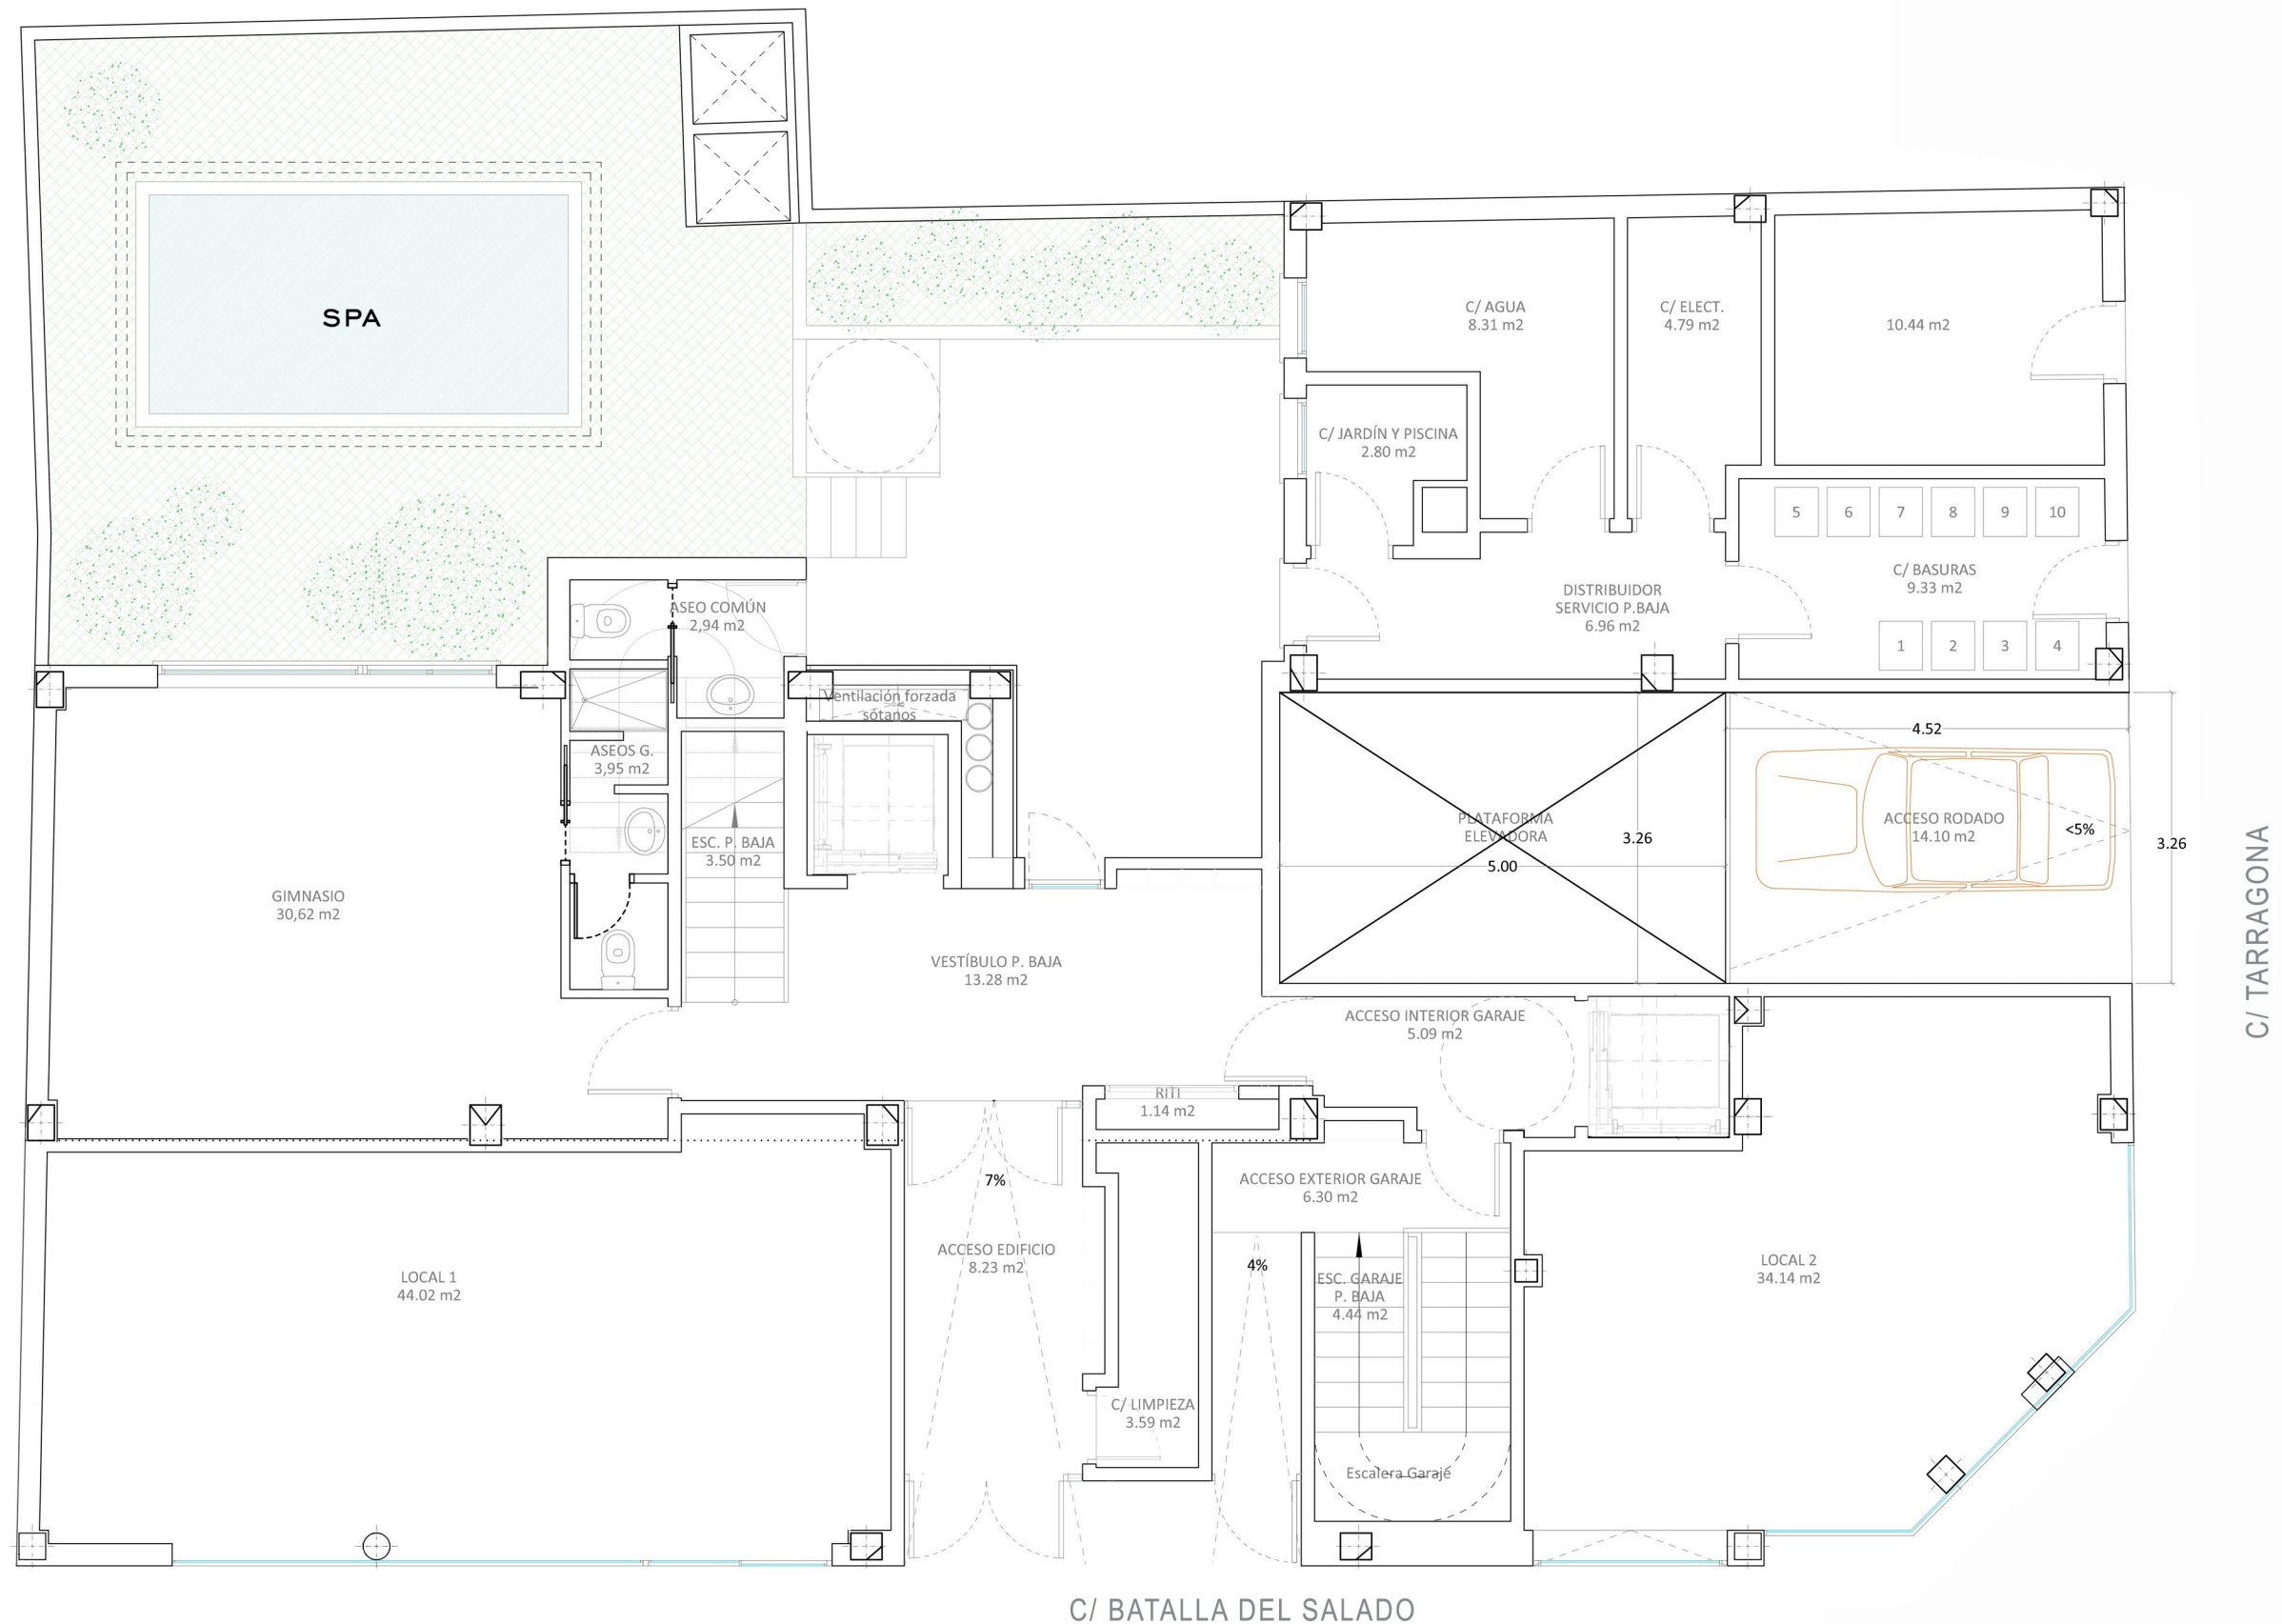 SPA
C/ AGUA
8.31 m2
C/ ELECT.
4.79 m2
10.44 m2
C/ JARDÍN Y PISCINA
2.80 m2
5 6 7 8 9 10
C/ BASURAS
9.33 m2
1 2 3 4
DISTRIBUIDOR
SERVICIO P.BAJA
6.96 m2
ASEO COMÚN
2,94 m2
Ventilación forzada
sótanos
ASEOS G.
3,95 m2
ESC. P. BAJA
3.50 m2
4.52
PLATAFORMA
ELEVADORA
3.26
5.00
ACCESO RODADO
14.10 m2
<5%
3.26
C/ TARRAGONA
GIMNASIO
30,62 m2
VESTÍBULO P. BAJA
13.28 m2
ACCESO INTERIOR GARAJE
5.09 m2
RITI
1.14 m2
7%
ACCESO EXTERIOR GARAJE
6.30 m2
ACCESO EDIFICIO
8.23 m2
4%
ESC. GARAJE
P. BAJA
4.44 m2
LOCAL 1
44.02 m2
LOCAL 2
34.14 m2
C/ LIMPIEZA
3.59 m2
Escalera Garaje
C/ BATALLA DEL SALADO